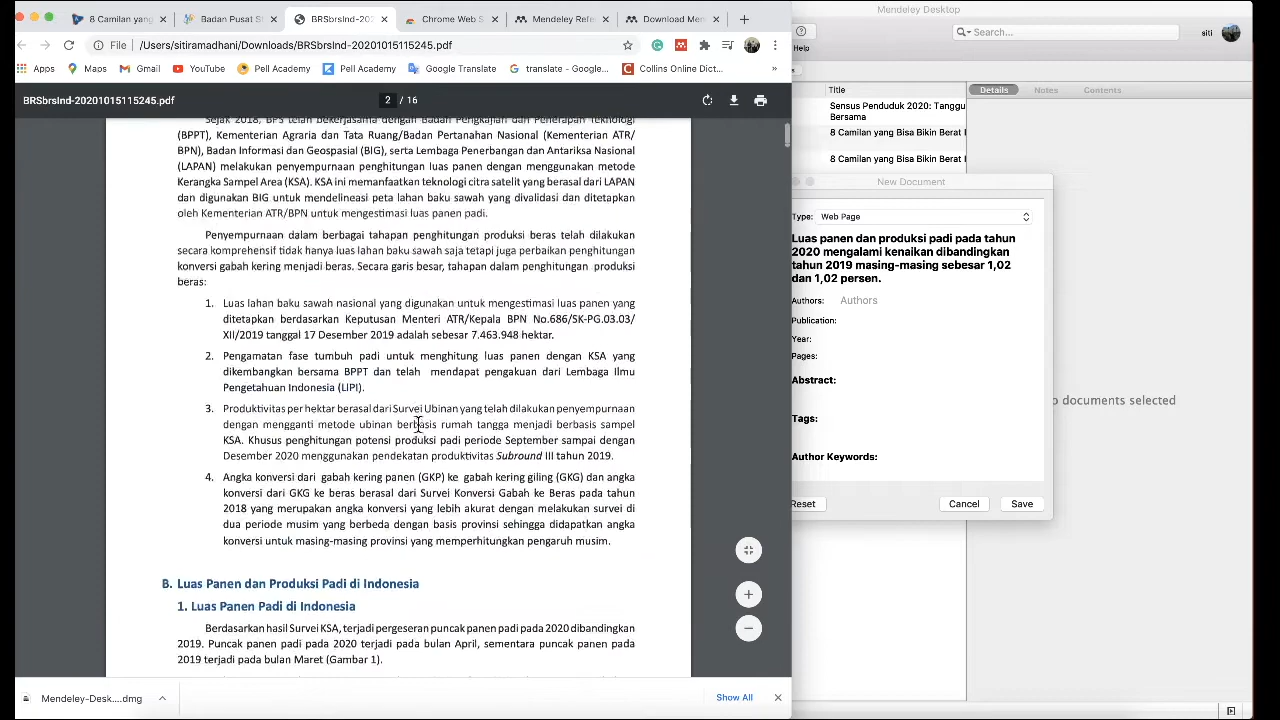 Mendeley Desktop
8 Camilan yang
Badan Pusat St
BRSbrsInd-202
Chrome Web S
Mendeley Refe
Download Men
File
/Users/sitiramadhani/Downloads/BRSbrsInd-20201015115245.pdf
Help
Search...
siti
Apps
Maps
Gmail
YouTube
Pell Academy
Pell Academy
Google Translate
translate - Google...
Collins Online Dict...
»
BRSbrsInd-20201015115245.pdf
2 / 16
Title
Details
Notes
Contents
Sensus Penduduk 2020: Tanggu
Bersama
8 Camilan yang Bisa Bikin Berat I
8 Camilan yang Bisa Bikin Berat I
Sejak 2018, BPS telah bekerjasama dengan Badan Pengkajian dan Penerapan Teknologi
(BPPT), Kementerian Agraria dan Tata Ruang/Badan Pertanahan Nasional (Kementerian ATR/
BPN), Badan Informasi dan Geospasial (BIG), serta Lembaga Penerbangan dan Antariksa Nasional
(LAPAN) melakukan penyempurnaan penghitungan luas panen dengan menggunakan metode
Kerangka Sampel Area (KSA). KSA ini memanfaatkan teknologi citra satelit yang berasal dari LAPAN
dan digunakan BIG untuk mendelineasi peta lahan baku sawah yang divalidasi dan ditetapkan
oleh Kementerian ATR/BPN untuk mengestimasi luas panen padi.
Penyempurnaan dalam berbagai tahapan penghitungan produksi beras telah dilakukan
secara komprehensif tidak hanya luas lahan baku sawah saja tetapi juga perbaikan penghitungan
konversi gabah kering menjadi beras. Secara garis besar, tahapan dalam penghitungan produksi
beras:
1. Luas lahan baku sawah nasional yang digunakan untuk mengestimasi luas panen yang
ditetapkan berdasarkan Keputusan Menteri ATR/Kepala BPN No.686/SK-PG.03.03/
XII/2019 tanggal 17 Desember 2019 adalah sebesar 7.463.948 hektar.
2. Pengamatan fase tumbuh padi untuk menghitung luas panen dengan KSA yang
dikembangkan bersama BPPT dan telah mendapat pengakuan dari Lembaga Ilmu
Pengetahuan Indonesia (LIPI).
3. Produktivitas per hektar berasal dari Survei Ubinan yang telah dilakukan penyempurnaan
dengan mengganti metode ubinan berbasis rumah tangga menjadi berbasis sampel
KSA. Khusus penghitungan potensi produksi padi periode September sampai dengan
Desember 2020 menggunakan pendekatan produktivitas Subround III tahun 2019.
4. Angka konversi dari gabah kering panen (GKP) ke gabah kering giling (GKG) dan angka
konversi dari GKG ke beras berasal dari Survei Konversi Gabah ke Beras pada tahun
2018 yang merupakan angka konversi yang lebih akurat dengan melakukan survei di
dua periode musim yang berbeda dengan basis provinsi sehingga didapatkan angka
konversi untuk masing-masing provinsi yang memperhitungkan pengaruh musim.
B. Luas Panen dan Produksi Padi di Indonesia
1. Luas Panen Padi di Indonesia
Berdasarkan hasil Survei KSA, terjadi pergeseran puncak panen padi pada 2020 dibandingkan
2019. Puncak panen padi pada 2020 terjadi pada bulan April, sementara puncak panen pada
2019 terjadi pada bulan Maret (Gambar 1).
New Document
Type: Web Page
Luas panen dan produksi padi pada tahun
2020 mengalami kenaikan dibandingkan
tahun 2019 masing-masing sebesar 1,02
dan 1,02 persen.
Authors: Authors
Publication:
Year:
Pages:
Abstract:
Tags:
Author Keywords:
Reset
Cancel
Save
documents selected
Mendeley-Desk....dmg
Show All